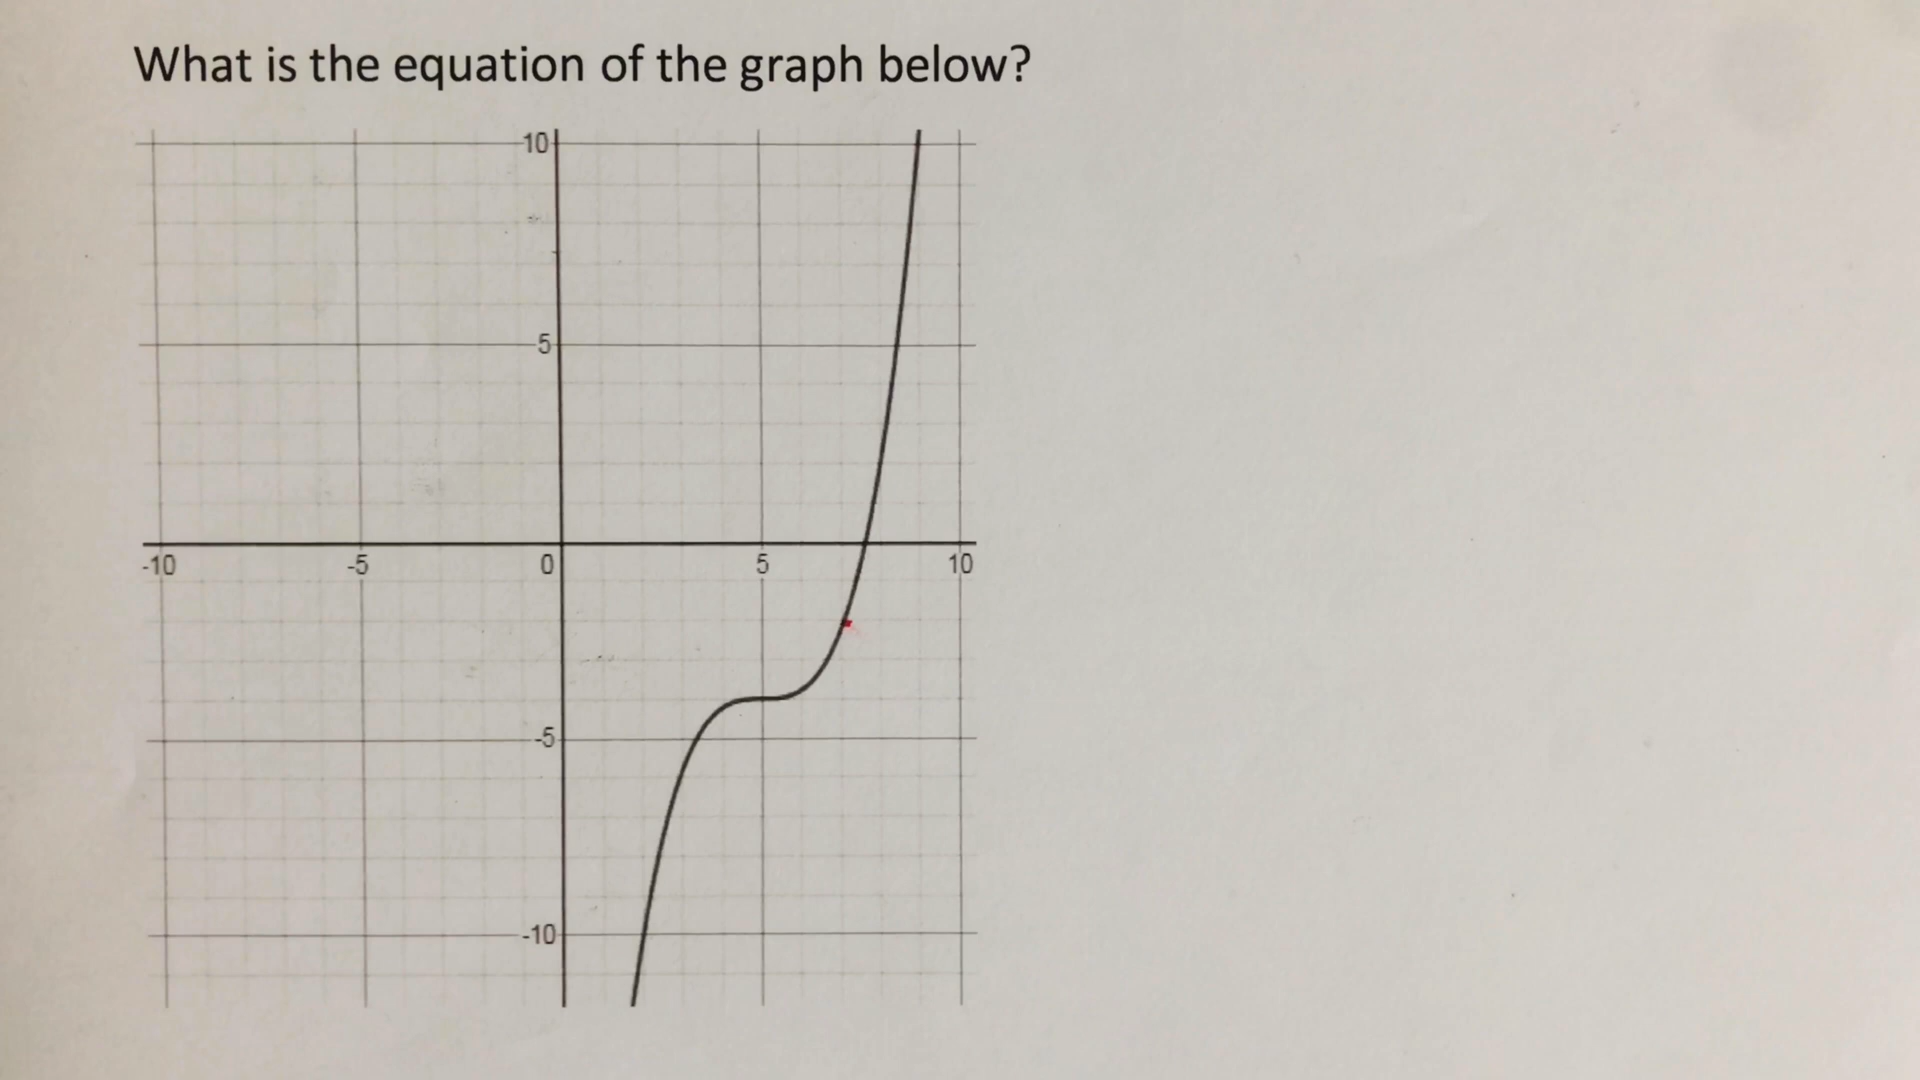 What is the equation of the graph below?
10
5
-10 -5 0 5 10
-5
-10